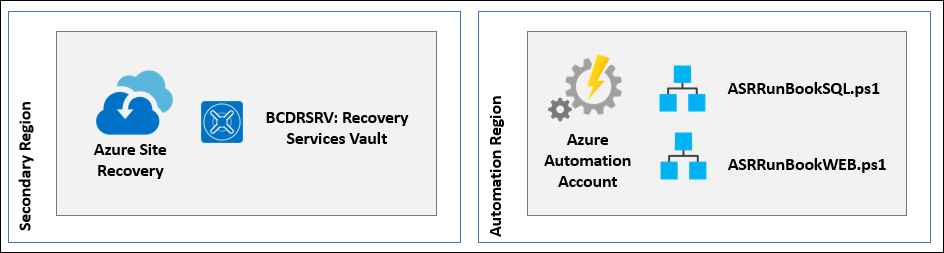 Secondary Region
Azure Site
Recovery
BCDRSRV: Recovery
Services Vault
Automation Region
Azure
Automation
Account
ASRRunBookSQL.ps1
ASRRunBookWEB.ps1